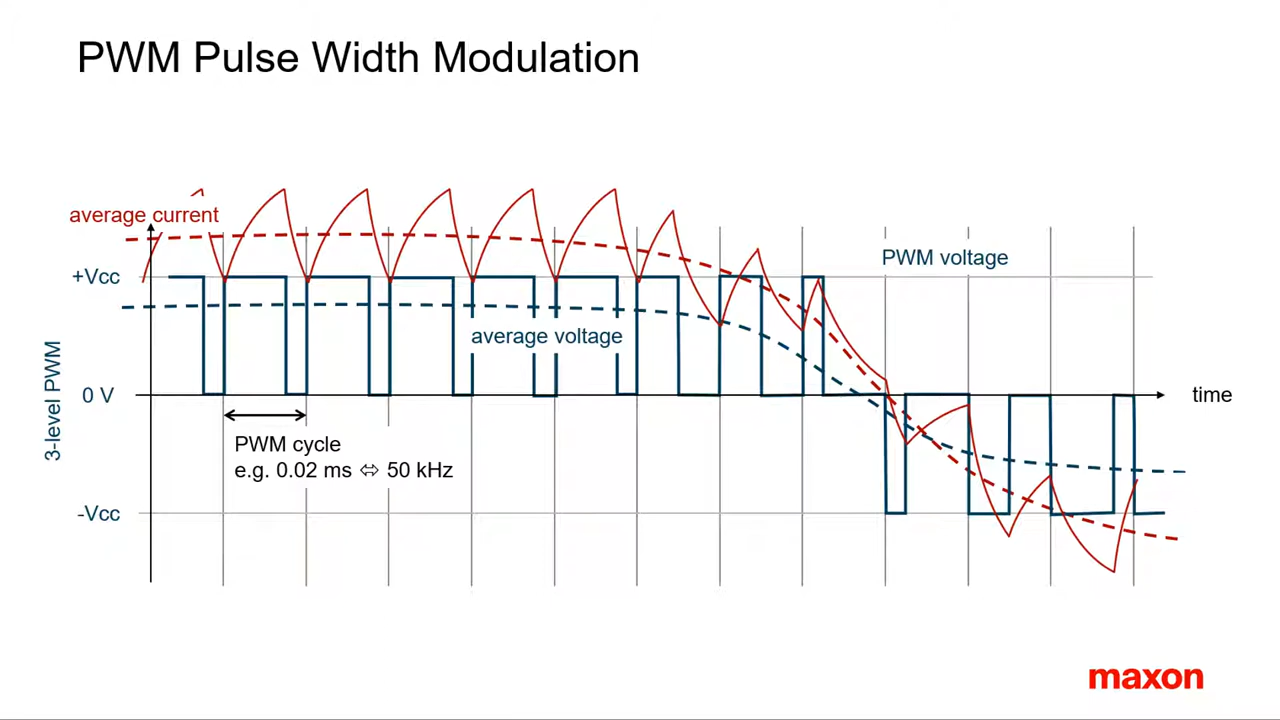 PWM Pulse Width Modulation
average current
PWM voltage
+Vcc
average voltage
3-level PWM
0 V
time
PWM cycle
e.g. 0.02 ms ⇔ 50 kHz
-Vcc
maxon